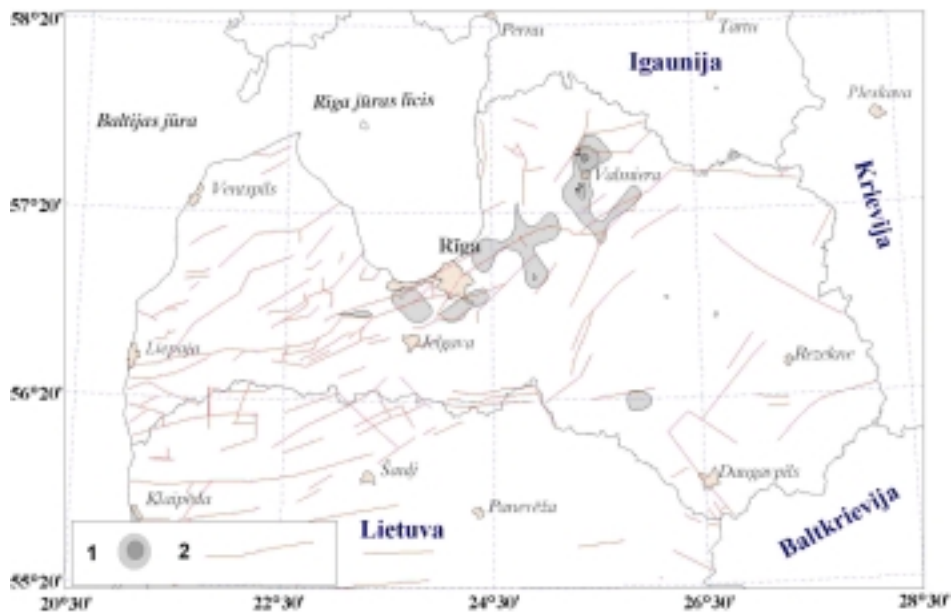 58°20'
Pernu
Tartu
Igaunija
Pleskava
Rīga jūras līcis
Baltijas jūra
Valmiera
Ventspils
Krievija
57°20'
Rīga
Jelgava
Liepaja
Rezekne
56°20'
Šauļi
Daugavpils
Klaipēda
Panevēža
Lietuva
Baltkrievija
1 2
55°20'
20°30' 22°30' 24°30' 26°30' 28°30'